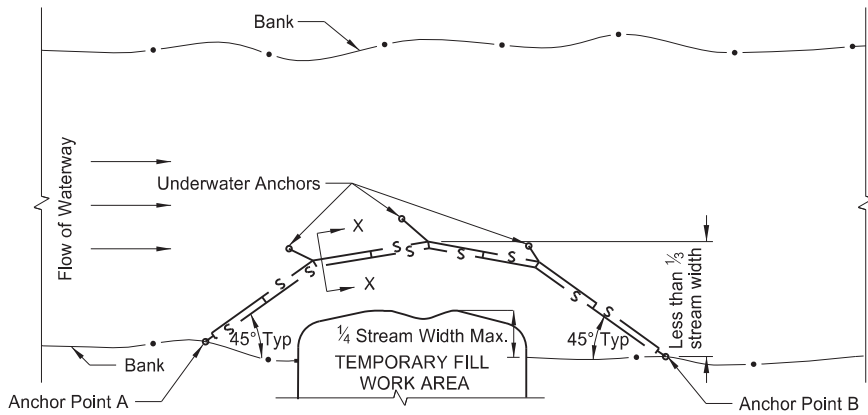 Bank
Flow of Waterway
Underwater Anchors
X
X
S
S
S
S
S
S
S
S
S
S
Less than ⅓
stream width
45° Typ
¼ Stream Width Max.
45° Typ
TEMPORARY FILL
WORK AREA
Bank
Anchor Point A
Anchor Point B